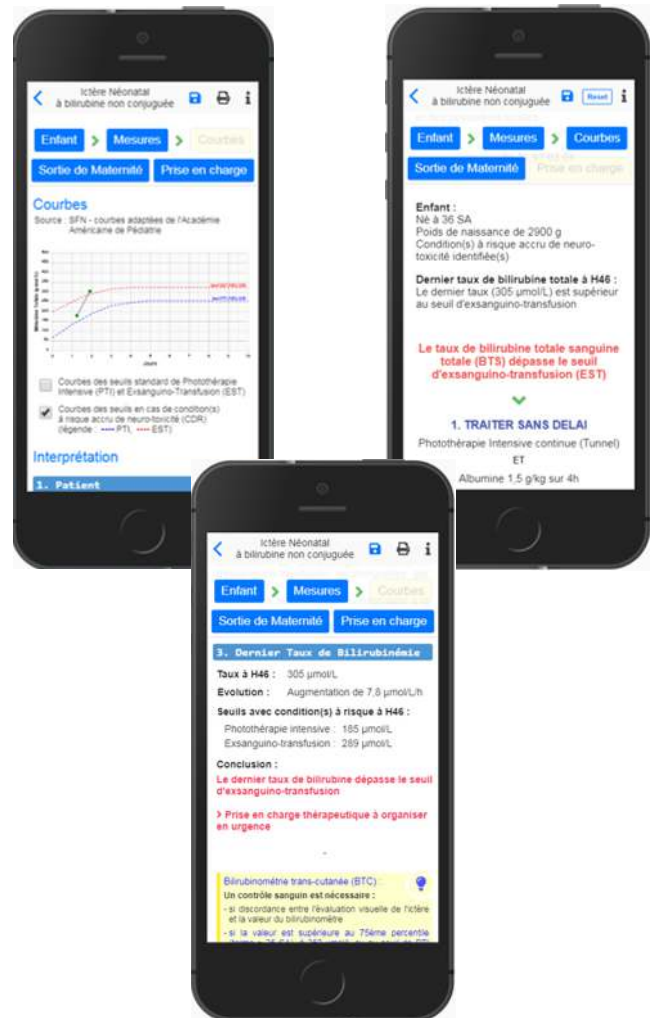 Ictère Néonatal
à bilirubine non conjuguée
Enfant > Mesures > Courbes
Sortie de Maternité Prise en charge
Courbes
Source : SFN - courbes adaptées de l'Académie
Américaine de Pédiatrie
Jours
Courbes des seuils standard de Photothérapie
Intensive (PTI) et Exsanguino-Transfusion (EST)
Courbes des seuils en cas de condition(s)
à risque accru de neuro-toxicité (CDR)
(légende : ---- PTI, ---- EST)
Interprétation
1. Patient
Ictère Néonatal
à bilirubine non conjuguée
Reset
Enfant > Mesures > Courbes
Sortie de Maternité Prise en charge
Enfant :
Né à 36 SA
Poids de naissance de 2900 g
Condition(s) à risque accru de neuro-
toxicité identifiée(s)
Dernier taux de bilirubine totale à H46 :
Le dernier taux (305 µmol/L) est supérieur
au seuil d'exsanguino-transfusion
Le taux de bilirubine totale sanguine
totale (BTS) dépasse le seuil
d'exsanguino-transfusion (EST)
1. TRAITER SANS DELAI
Photothérapie Intensive continue (Tunnel)
ET
Albumine 1,5 g/kg sur 4h
Ictère Néonatal
à bilirubine non conjuguée
Enfant > Mesures > Courbes
Sortie de Maternité Prise en charge
3. Dernier Taux de Bilirubinémie
Taux à H46 : 305 µmol/L
Evolution : Augmentation de 7,8 µmol/L/h
Seuils avec condition(s) à risque à H46 :
Photothérapie intensive : 185 µmol/L
Exsanguino-transfusion : 289 µmol/L
Conclusion :
Le dernier taux de bilirubine dépasse le seuil
d'exsanguino-transfusion
> Prise en charge thérapeutique à organiser
en urgence
-
Bilirubinométrie trans-cutanée (BTC) :
Un contrôle sanguin est nécessaire :
- si discordance entre l'évaluation visuelle de l'ictère
et la valeur du bilirubinomètre
- si la valeur est supérieure au 75ème percentile